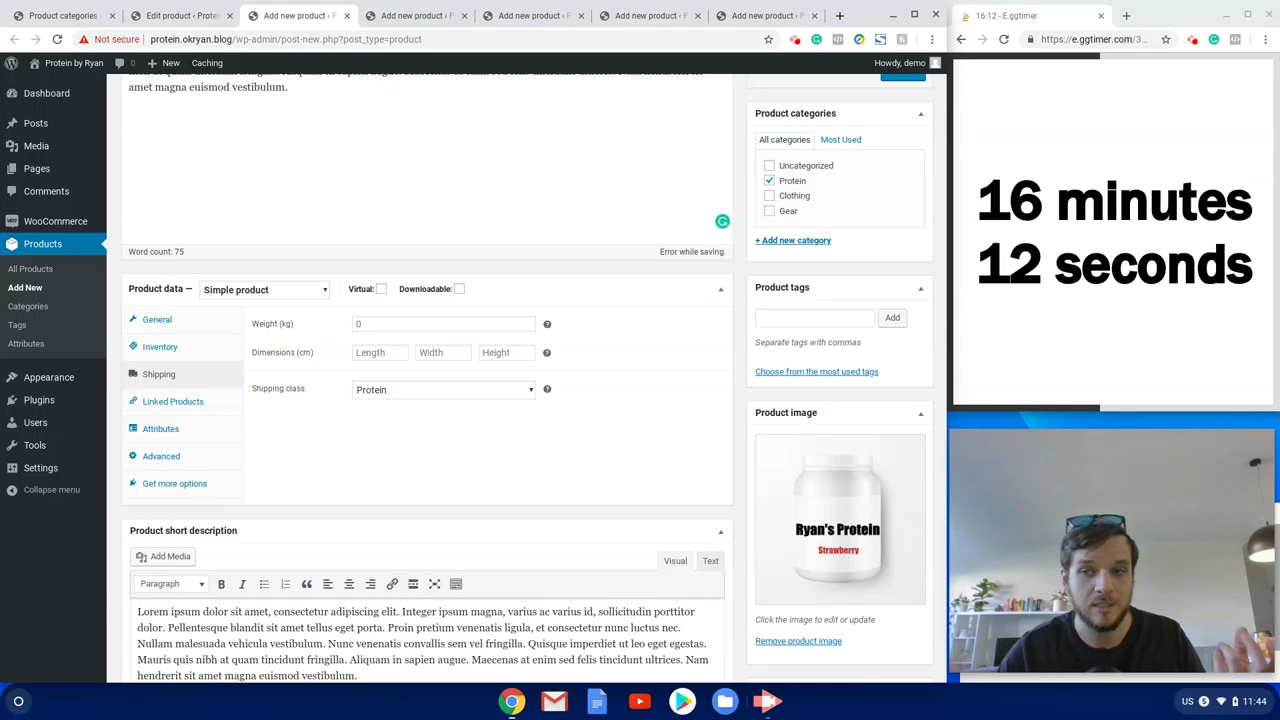 Product categories
Edit product ‹ Protein
Add new product ‹ P
Add new product ‹ P
Add new product ‹ P
Add new product ‹ P
Add new product ‹ P
16:12 - E.ggtimer
Not secure
protein.okryan.blog/wp-admin/post-new.php?post_type=product
https://e.ggtimer.com/3...
Protein by Ryan
0
New
Caching
Howdy, demo
Dashboard
Posts
Media
Pages
Comments
WooCommerce
Products
All Products
Add New
Categories
Tags
Attributes
Appearance
Plugins
Users
Tools
Settings
Collapse menu
amet magna euismod vestibulum.
Word count: 75
Error while saving.
Product data —
Simple product
Virtual:
Downloadable:
General
Inventory
Shipping
Linked Products
Attributes
Advanced
Get more options
Weight (kg)
0
Dimensions (cm)
Length
Width
Height
Shipping class
Protein
Product short description
Add Media
Visual
Text
Paragraph
B
I
Lorem ipsum dolor sit amet, consectetur adipiscing elit. Integer ipsum magna, varius ac varius id, sollicitudin porttitor
dolor. Pellentesque blandit sit amet tellus eget porta. Proin pretium venenatis ligula, et consectetur nunc luctus nec.
Nullam malesuada vehicula vestibulum. Nunc venenatis convallis sem vel fringilla. Quisque imperdiet ut leo eget egestas.
Mauris quis nibh at quam tincidunt fringilla. Aliquam in sapien augue. Maecenas at enim sed felis tincidunt ultrices. Nam
hendrerit sit amet magna euismod vestibulum.
Product categories
All categories
Most Used
Uncategorized
Protein
Clothing
Gear
+ Add new category
Product tags
Add
Separate tags with commas
Choose from the most used tags
Product image
Ryan's Protein
Strawberry
Click the image to edit or update
Remove product image
16 minutes
12 seconds
US
11:44